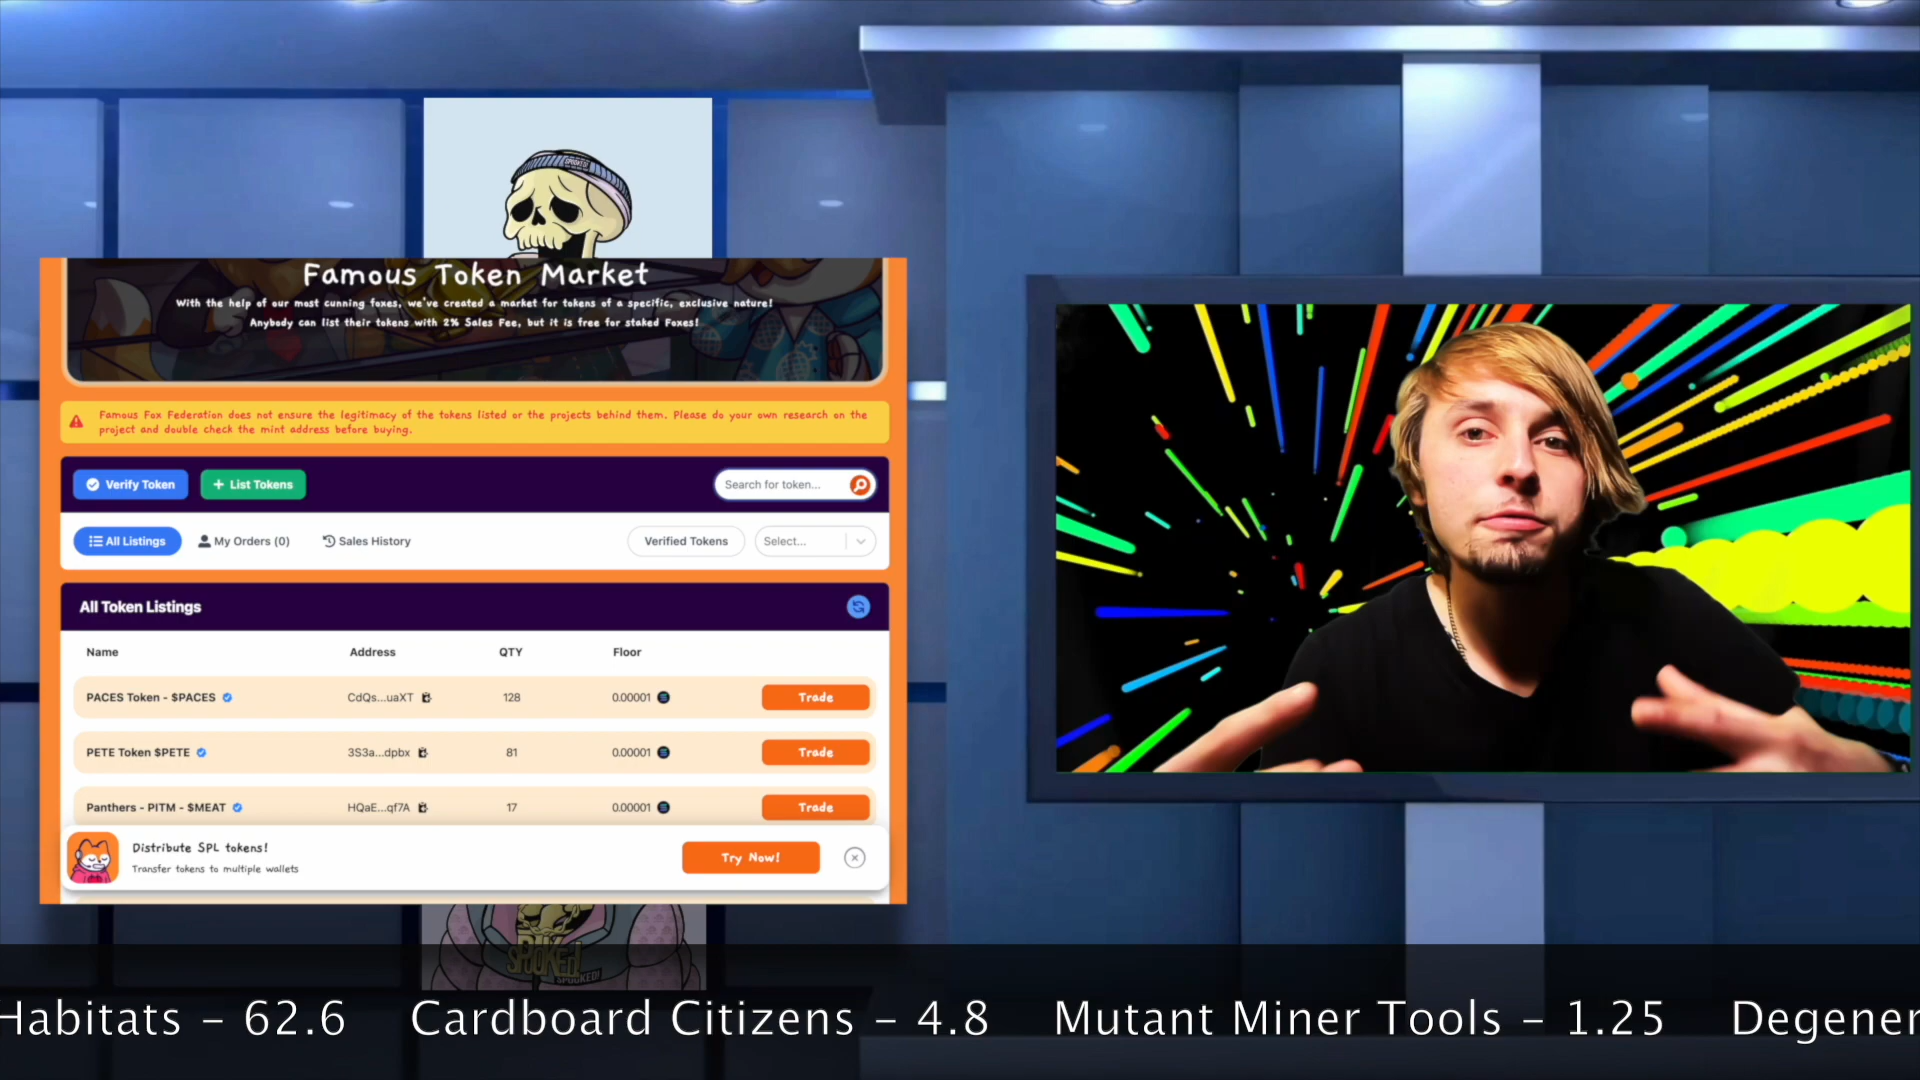 SPOOKED!
Famous Token Market
With the help of our most cunning foxes, we've created a market for tokens of a specific, exclusive nature!
Anybody can list their tokens with 2% Sales Fee, but it is free for staked Foxes!
Famous Fox Federation does not ensure the legitimacy of the tokens listed or the projects behind them. Please do your own research on the
project and double check the mint address before buying.
Verify Token
+ List Tokens
Search for token...
All Listings
My Orders (0)
Sales History
Verified Tokens
Select...
All Token Listings
Name Address QTY Floor
PACES Token - $PACES CdQs...uaXT 128 0.00001 Trade
PETE Token $PETE 3S3a...dpbx 81 0.00001 Trade
Panthers - PITM - $MEAT HQaE...qf7A 17 0.00001 Trade
Distribute SPL tokens!
Transfer tokens to multiple wallets
Try Now!
SPOOKED!
SPOOKED!
Habitats – 62.6 Cardboard Citizens – 4.8 Mutant Miner Tools – 1.25 Degener